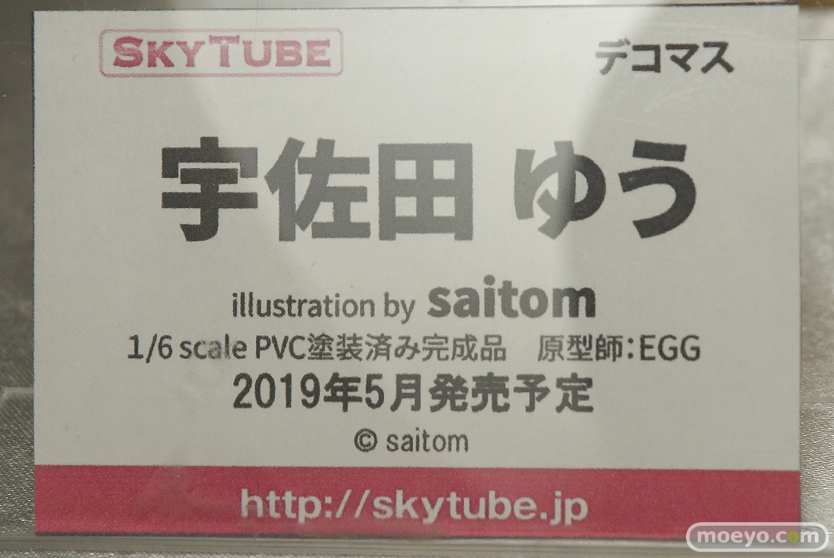 SKYTUBE デコマス
宇佐田 ゆう
illustration by saitom
1/6 scale PVC塗装済み完成品　原型師：EGG
2019年5月発売予定
© saitom
http://skytube.jp
moeyo.com